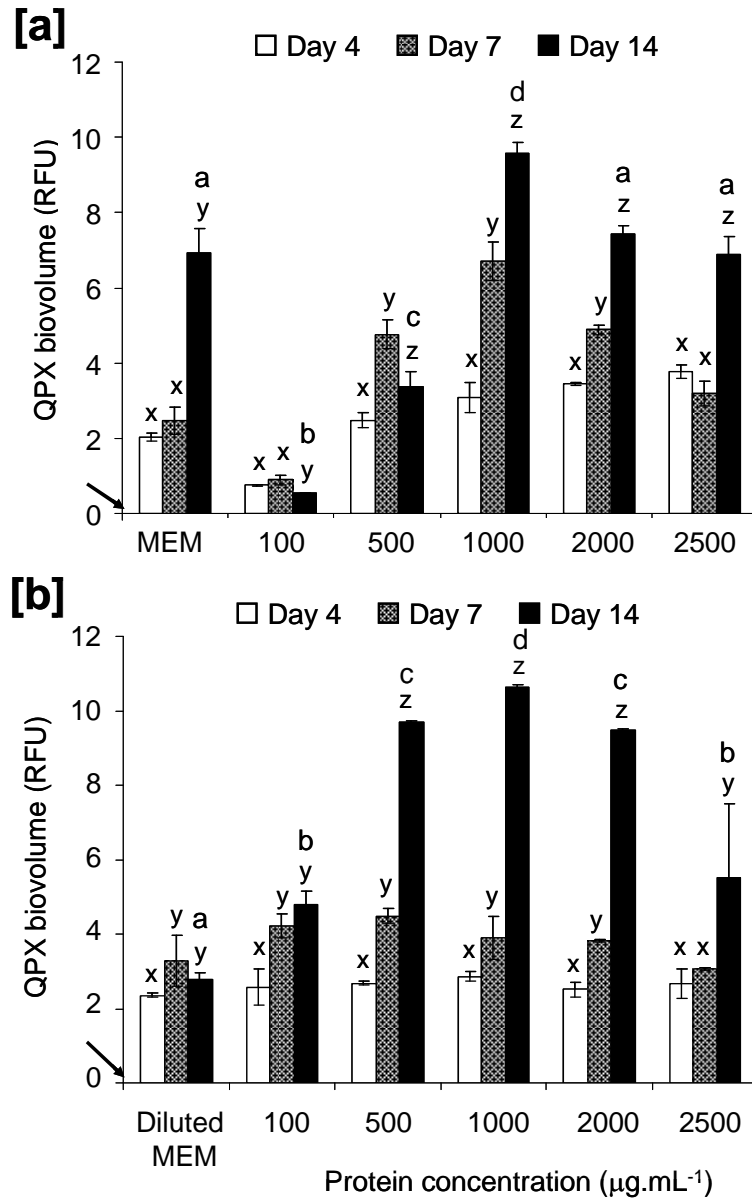 [a]
Day 4 Day 7 Day 14
12
10
8
6
4
2
0
QPX biovolume (RFU)
a
y
x
x
x
x
b
y
x
y
c
z
x
y
d
z
x
y
a
z
x
x
a
z
MEM 100 500 1000 2000 2500
[b]
Day 4 Day 7 Day 14
12
10
8
6
4
2
0
QPX biovolume (RFU)
x
y
a
y
x
y
b
y
x
y
c
z
x
y
d
z
x
y
c
z
x
x
b
y
Diluted 100 500 1000 2000 2500
MEM
Protein concentration (µg.mL⁻¹)